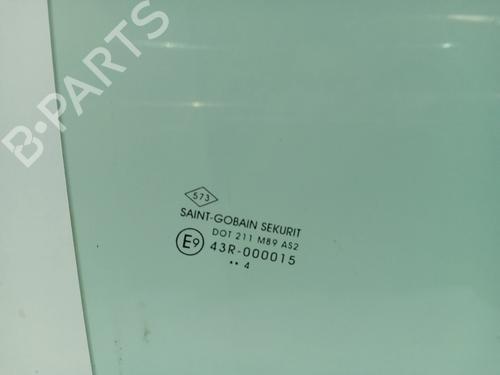 B-PARTS
573
SAINT-GOBAIN SEKURIT
DOT 211 M89 AS2
E9 43R-000015
•• 4